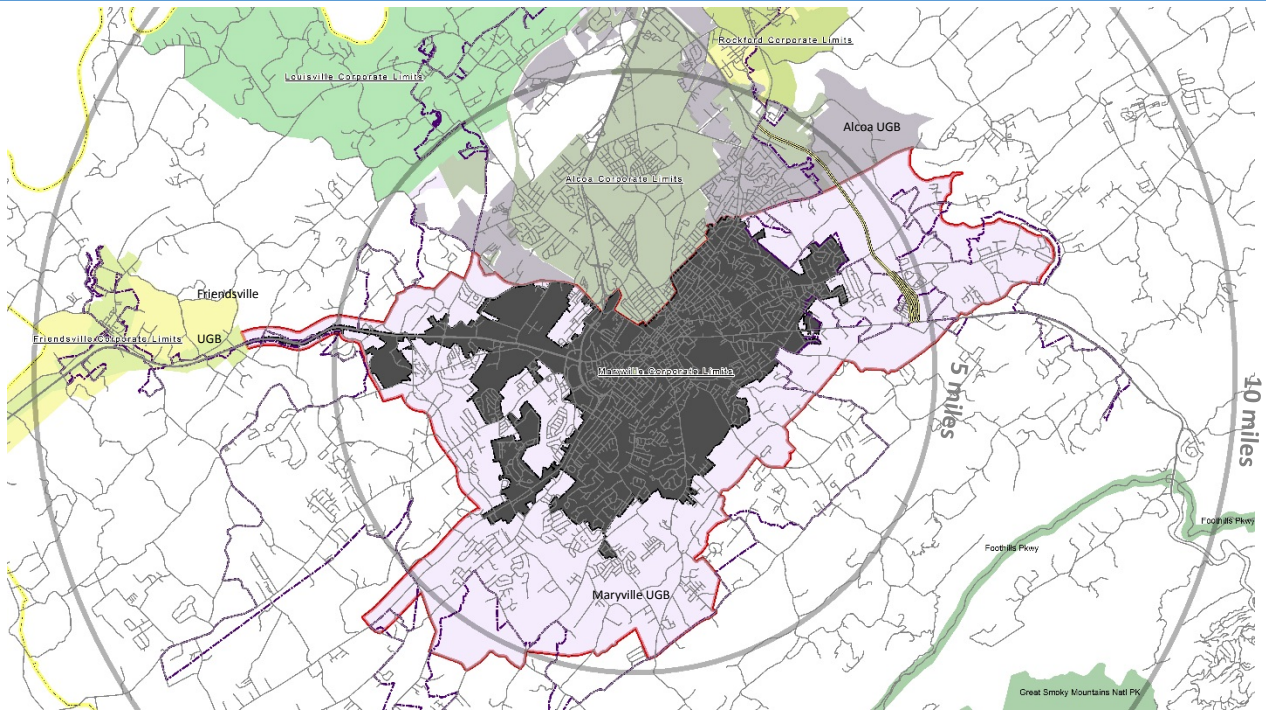 Rockford Corporate Limits
Louisville Corporate Limits
Alcoa UGB
Alcoa Corporate Limits
Friendsville
Friendsville Corporate Limits
UGB
Maryville Corporate Limits
5 miles
10 miles
Foothills Pkwy
Foothills Pkwy
Maryville UGB
Great Smoky Mountains Natl PK